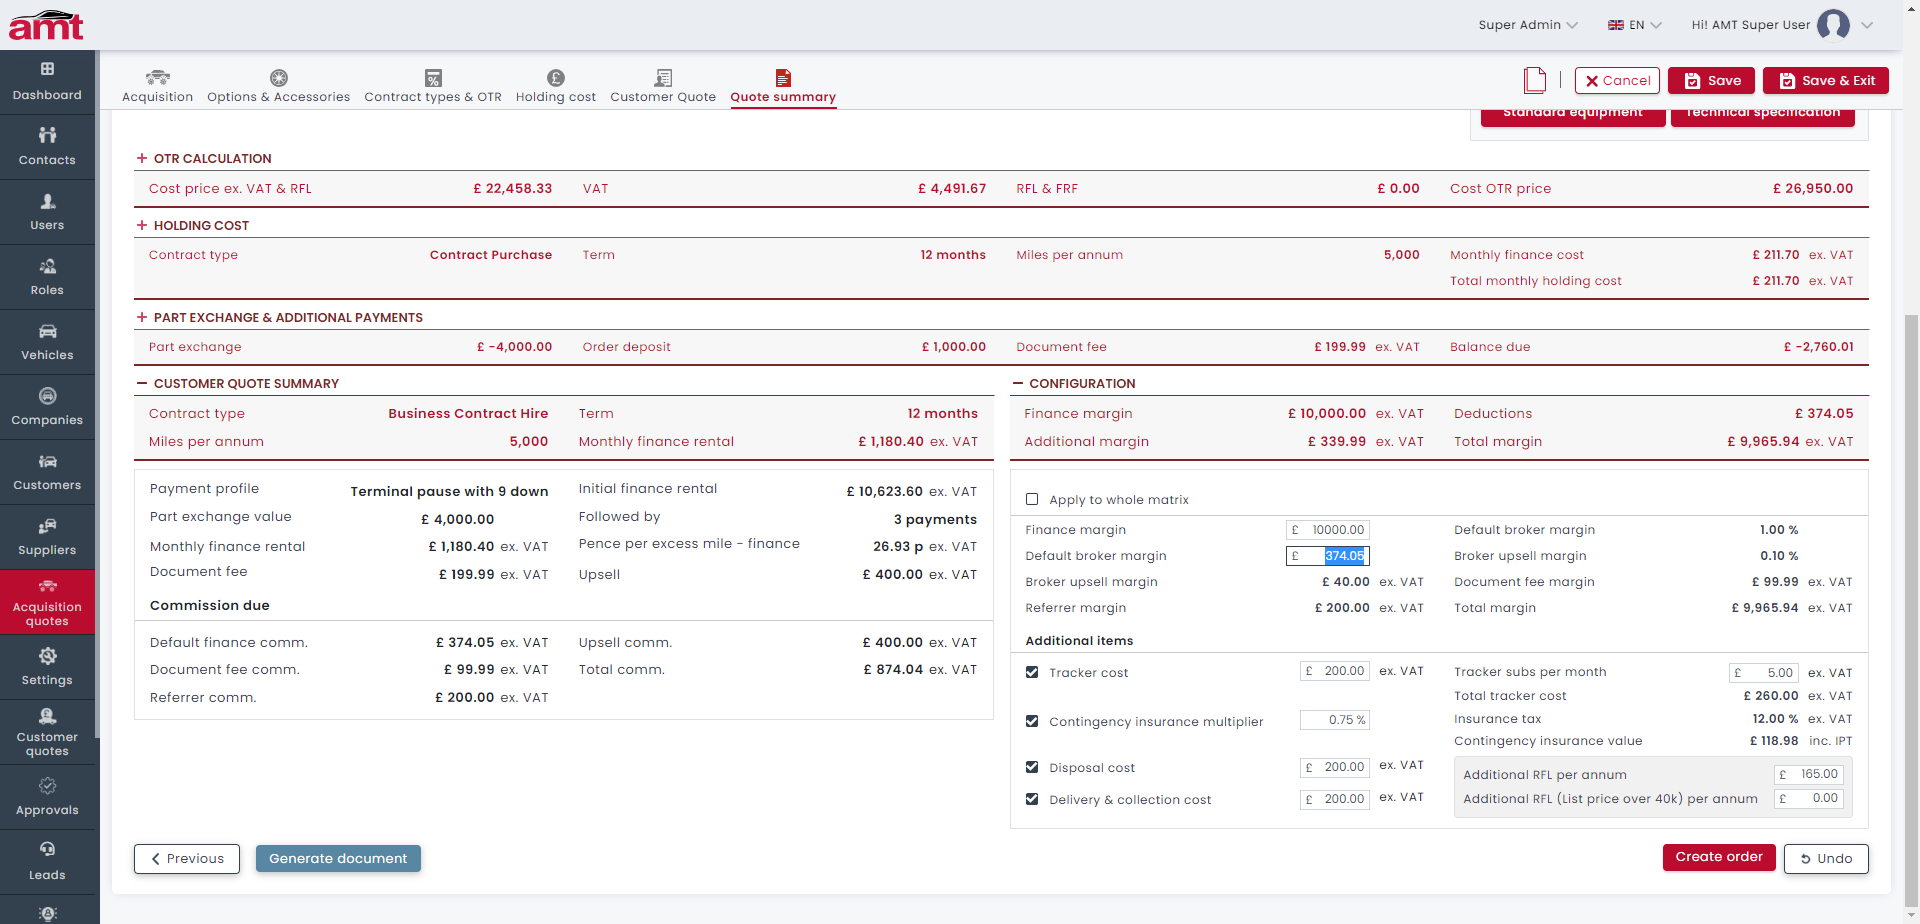 amt
Super Admin
EN
Hi! AMT Super User
Dashboard
Contacts
Users
Roles
Vehicles
Companies
Customers
Suppliers
Acquisition
quotes
Settings
Customer
quotes
Approvals
Leads
Acquisition
Options & Accessories
Contract types & OTR
Holding cost
Customer Quote
Quote summary
Cancel
Save
Save & Exit
Standard equipment
Technical specification
+ OTR CALCULATION
Cost price ex. VAT & RFL £ 22,458.33 VAT £ 4,491.67 RFL & FRF £ 0.00 Cost OTR price £ 26,950.00
+ HOLDING COST
Contract type Contract Purchase Term 12 months Miles per annum 5,000 Monthly finance cost £ 211.70 ex. VAT
Total monthly holding cost £ 211.70 ex. VAT
+ PART EXCHANGE & ADDITIONAL PAYMENTS
Part exchange £ -4,000.00 Order deposit £ 1,000.00 Document fee £ 199.99 ex. VAT Balance due £ -2,760.01
− CUSTOMER QUOTE SUMMARY
Contract type Business Contract Hire Term 12 months
Miles per annum 5,000 Monthly finance rental £ 1,180.40 ex. VAT
Payment profile Terminal pause with 9 down Initial finance rental £ 10,623.60 ex. VAT
Part exchange value £ 4,000.00 Followed by 3 payments
Monthly finance rental £ 1,180.40 ex. VAT Pence per excess mile - finance 26.93 p ex. VAT
Document fee £ 199.99 ex. VAT Upsell £ 400.00 ex. VAT
Commission due
Default finance comm. £ 374.05 ex. VAT Upsell comm. £ 400.00 ex. VAT
Document fee comm. £ 99.99 ex. VAT Total comm. £ 874.04 ex. VAT
Referrer comm. £ 200.00 ex. VAT
− CONFIGURATION
Finance margin £ 10,000.00 ex. VAT Deductions £ 374.05
Additional margin £ 339.99 ex. VAT Total margin £ 9,965.94 ex. VAT
Apply to whole matrix
Finance margin £ 10000.00 Default broker margin 1.00 %
Default broker margin £ 374.05 Broker upsell margin 0.10 %
Broker upsell margin £ 40.00 ex. VAT Document fee margin £ 99.99 ex. VAT
Referrer margin £ 200.00 ex. VAT Total margin £ 9,965.94 ex. VAT
Additional items
Tracker cost £ 200.00 ex. VAT Tracker subs per month £ 5.00 ex. VAT
Total tracker cost £ 260.00 ex. VAT
Contingency insurance multiplier 0.75 % Insurance tax 12.00 % ex. VAT
Contingency insurance value £ 118.98 inc. IPT
Disposal cost £ 200.00 ex. VAT Additional RFL per annum £ 165.00
Delivery & collection cost £ 200.00 ex. VAT Additional RFL (List price over 40k) per annum £ 0.00
Previous
Generate document
Create order
Undo